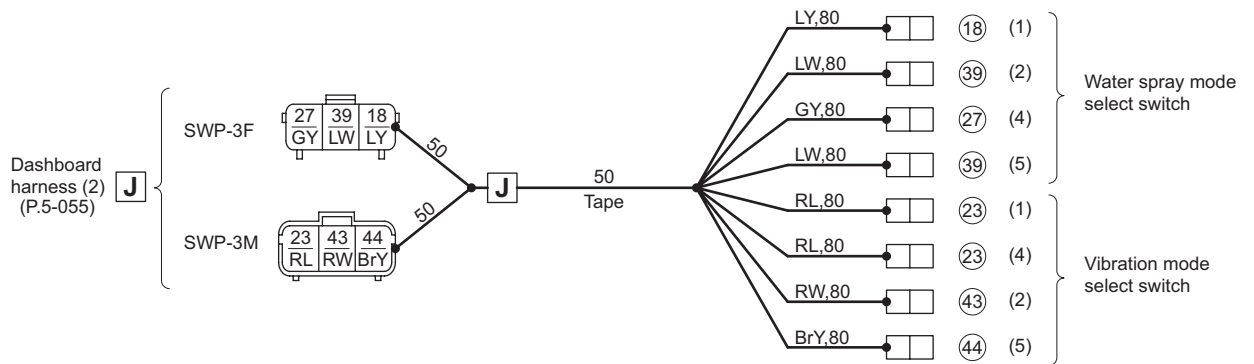 Dashboard
harness (2)
(P.5-055)
J
SWP-3F
27 39 18
GY LW LY
50
SWP-3M
23 43 44
RL RW BrY
50
J
50
Tape
LY,80 18 (1)
LW,80 39 (2)
GY,80 27 (4)
LW,80 39 (5)
Water spray mode
select switch
RL,80 23 (1)
RL,80 23 (4)
RW,80 43 (2)
BrY,80 44 (5)
Vibration mode
select switch